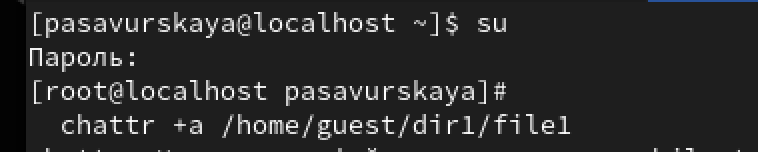 [pasavurskaya@localhost ~]$ su
Пароль:
[root@localhost pasavurskaya]#
chattr +a /home/guest/dir1/file1